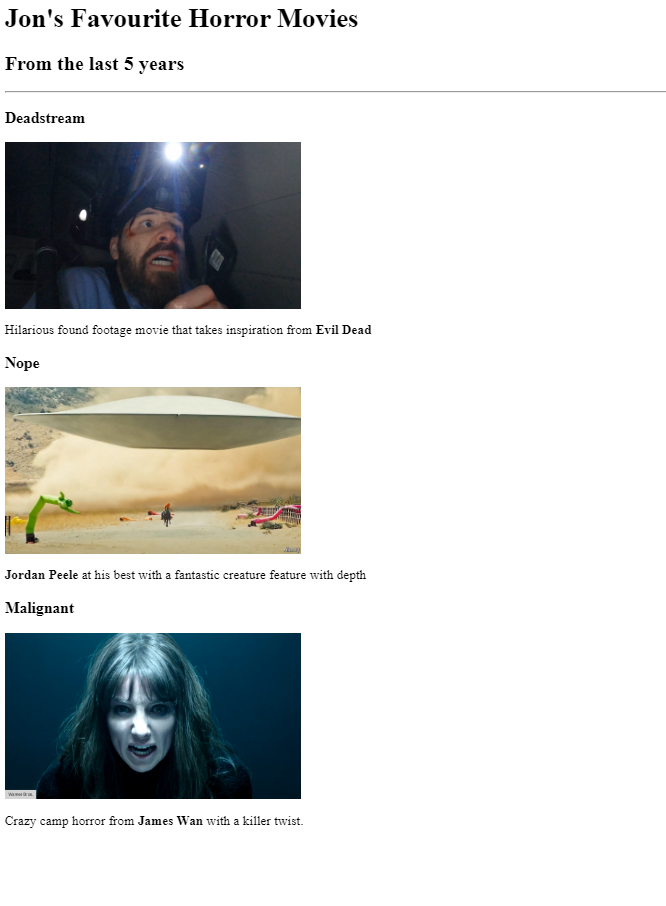 Jon's Favourite Horror Movies
From the last 5 years
Deadstream
Hilarious found footage movie that takes inspiration from Evil Dead
Nope
Jordan Peele at his best with a fantastic creature feature with depth
Malignant
Warner Bros.
Crazy camp horror from James Wan with a killer twist.